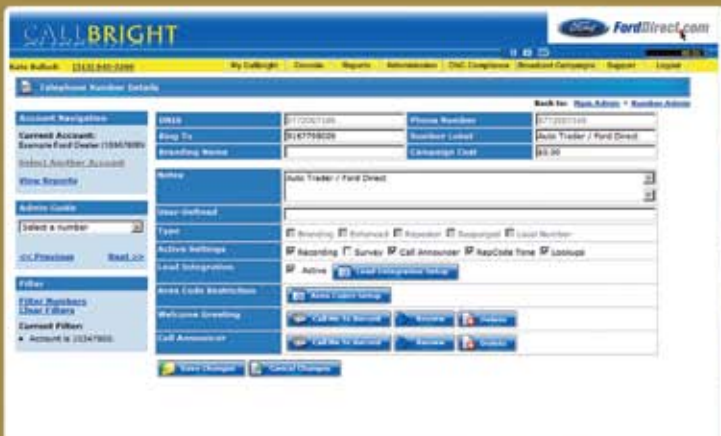 CALLBRIGHT
Ford FordDirect.com
My Callbright Console Reports Administration DNC Compliance Broadcast Campaigns Support Logout
Telephone Number Details
Back to: Main Admin Number Admin
Account Navigation
Current Account:
Example Ford Dealer
Select Another Account
View Reports
Admin Guide
Select a number
<< Previous Next >>
Filter
Filter Numbers
Clear Filters
Current Filter:
Account is
DNIS Phone Number
Ring To Number Label Auto Trader / Ford Direct
Branding Name Campaign Cost $0.00
Notes Auto Trader / Ford Direct
User-Defined
Type Branding Enhanced Repeater Local Number
Active Settings Recording Survey Call Announcer RepCode Tone Lookups
Lead Integration Active Lead Integration Setup
Area Code Restriction Area Codes Setup
Welcome Greeting Call Me To Record Review Delete
Call Announcer Call Me To Record Review Delete
Save Changes Cancel Changes